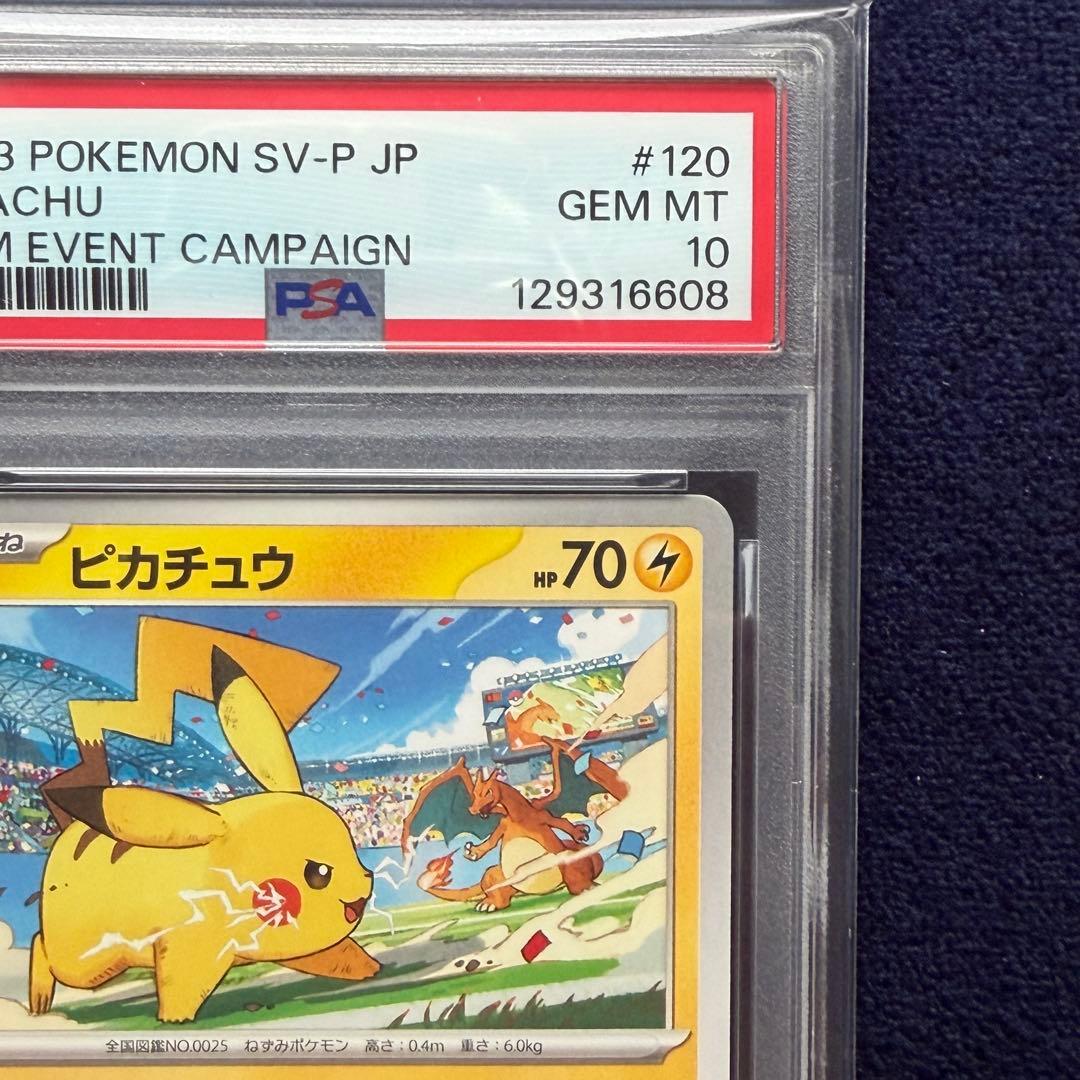 3 POKEMON SV-P JP #120
ACHU GEM MT
M EVENT CAMPAIGN 10
PSA 129316608
ね ピカチュウ HP70
全国図鑑NO.0025 ねずみポケモン 高さ:0.4m 重さ:6.0kg